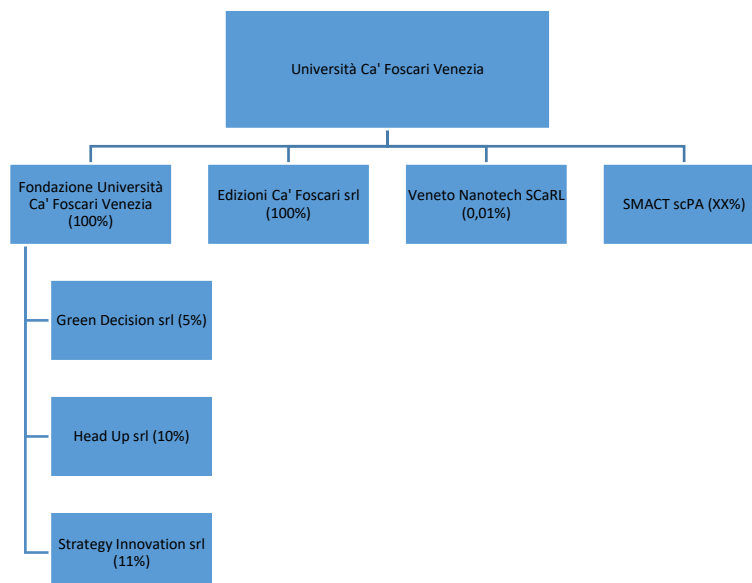 Università Ca' Foscari Venezia
Fondazione Università
Ca' Foscari Venezia
(100%)
Edizioni Ca' Foscari srl
(100%)
Veneto Nanotech SCaRL
(0,01%)
SMACT scPA (XX%)
Green Decision srl (5%)
Head Up srl (10%)
Strategy Innovation srl
(11%)